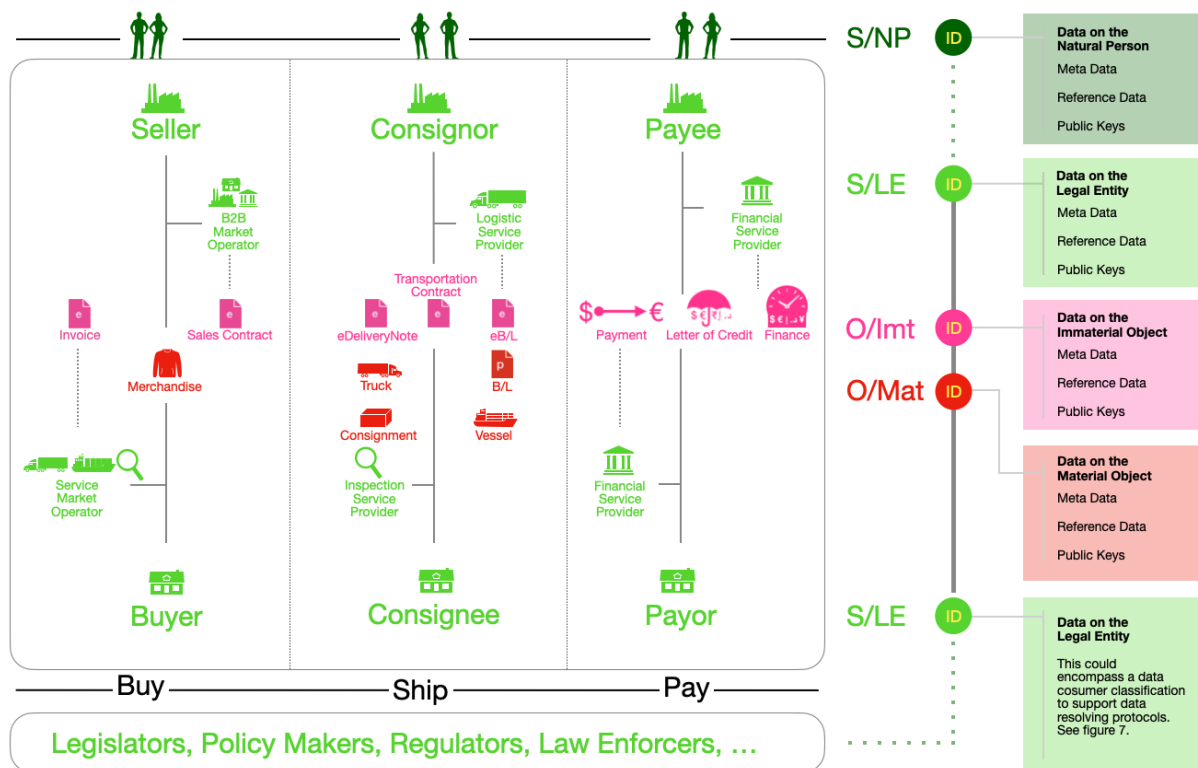 S/NP
ID
Data on the
Natural Person
Meta Data
Reference Data
Public Keys
Seller
Consignor
Payee
B2B
Market
Operator
Logistic
Service
Provider
Financial
Service
Provider
S/LE
ID
Data on the
Legal Entity
Meta Data
Reference Data
Public Keys
Transportation
Contract
e
Invoice
e
Sales Contract
e
eDeliveryNote
e
e
eB/L
$
€
Payment
Letter of Credit
Finance
O/Imt
ID
Data on the
Immaterial Object
Meta Data
Reference Data
Public Keys
Merchandise
Truck
p
B/L
Consignment
Vessel
O/Mat
ID
Data on the
Material Object
Meta Data
Reference Data
Public Keys
Service
Market
Operator
Inspection
Service
Provider
Financial
Service
Provider
Buyer
Consignee
Payor
S/LE
ID
Data on the
Legal Entity
This could
encompass a data
cosumer classification
to support data
resolving protocols.
See figure 7.
Buy
Ship
Pay
Legislators, Policy Makers, Regulators, Law Enforcers, …